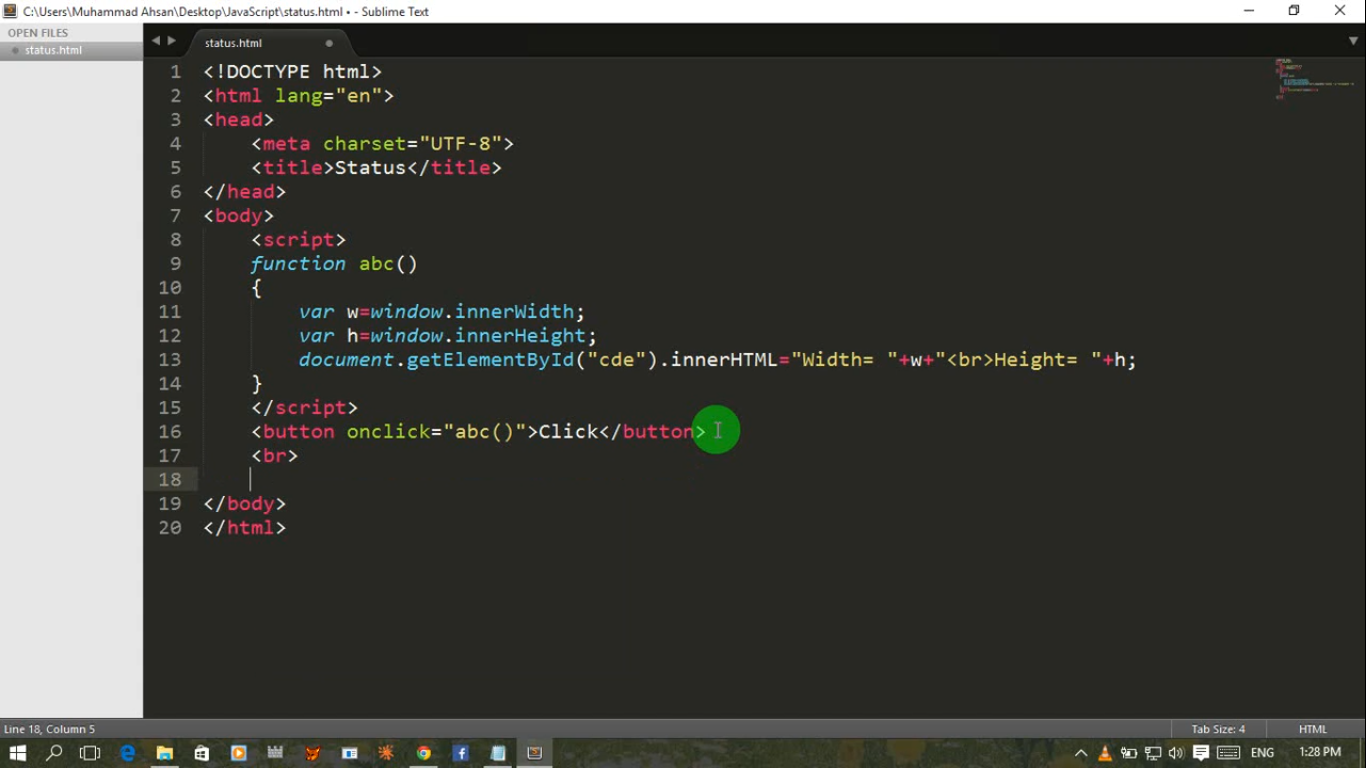 C:\Users\Muhammad Ahsan\Desktop\JavaScript\status.html • - Sublime Text
OPEN FILES
status.html
status.html
1 <!DOCTYPE html>
2 <html lang="en">
3 <head>
4     <meta charset="UTF-8">
5     <title>Status</title>
6 </head>
7 <body>
8     <script>
9     function abc()
10     {
11         var w=window.innerWidth;
12         var h=window.innerHeight;
13         document.getElementById("cde").innerHTML="Width= "+w+"<br>Height= "+h;
14     }
15     </script>
16     <button onclick="abc()">Click</button>
17     <br>
18
19 </body>
20 </html>
Line 18, Column 5
Tab Size: 4
HTML
ENG
1:28 PM